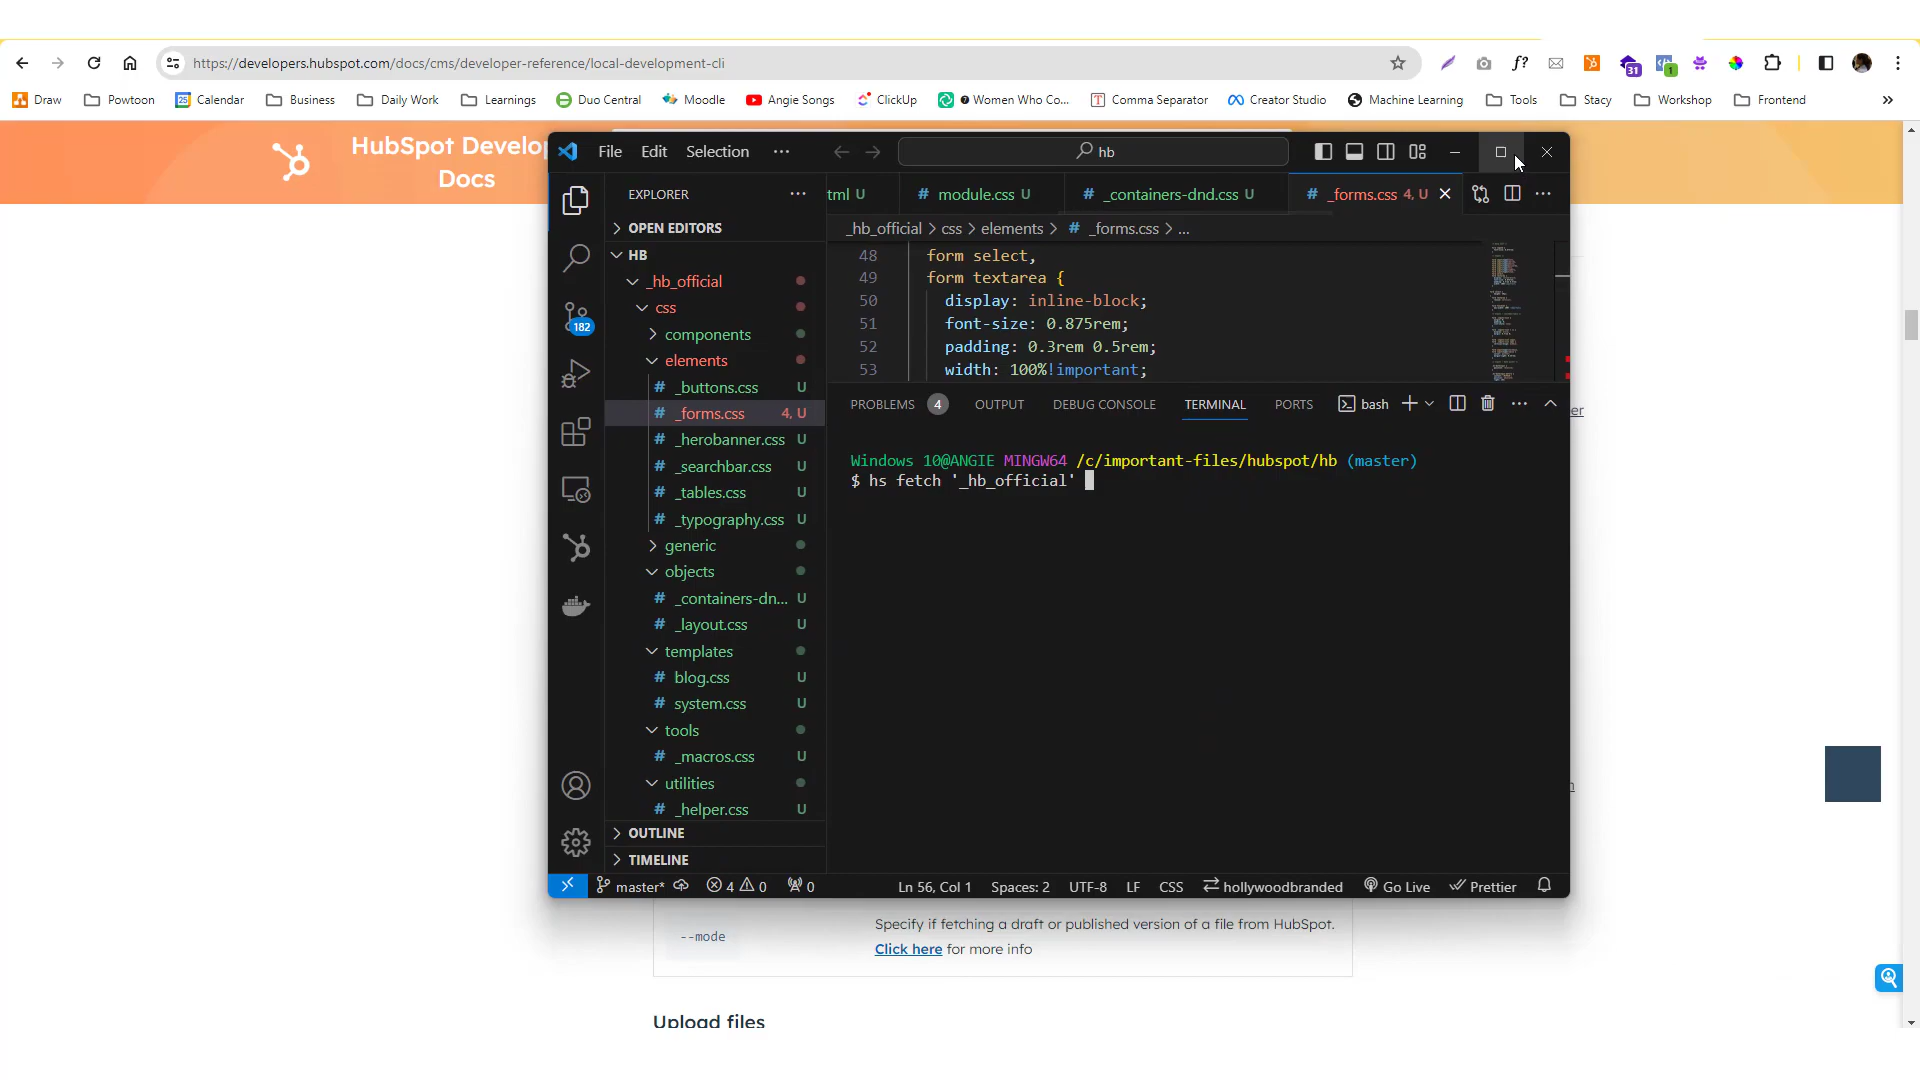 https://developers.hubspot.com/docs/cms/developer-reference/local-development-cli
f?
31
1
Draw
Powtoon
31
Calendar
Business
Daily Work
Learnings
Duo Central
Moodle
Angie Songs
ClickUp
Women Who Co...
Comma Separator
Creator Studio
Machine Learning
Tools
Stacy
Workshop
Frontend
HubSpot Develop
Docs
File
Edit
Selection
hb
EXPLORER
OPEN EDITORS
HB
_hb_official
css
components
elements
_buttons.css U
_forms.css 4, U
_herobanner.css U
_searchbar.css U
_tables.css U
_typography.css U
generic
objects
_containers-dn... U
_layout.css U
templates
blog.css U
system.css U
tools
_macros.css U
utilities
_helper.css U
OUTLINE
TIMELINE
182
tml U
# module.css U
# _containers-dnd.css U
# _forms.css 4, U
_hb_official > css > elements > # _forms.css > ...
48 form select,
49 form textarea {
50 display: inline-block;
51 font-size: 0.875rem;
52 padding: 0.3rem 0.5rem;
53 width: 100%!important;
PROBLEMS 4
OUTPUT
DEBUG CONSOLE
TERMINAL
PORTS
bash
Windows 10@ANGIE MINGW64 /c/important-files/hubspot/hb (master)
$ hs fetch '_hb_official'
master*
4
0
0
Ln 56, Col 1
Spaces: 2
UTF-8
LF
CSS
hollywoodbranded
Go Live
Prettier
er
--mode
Specify if fetching a draft or published version of a file from HubSpot.
Click here for more info
Upload files